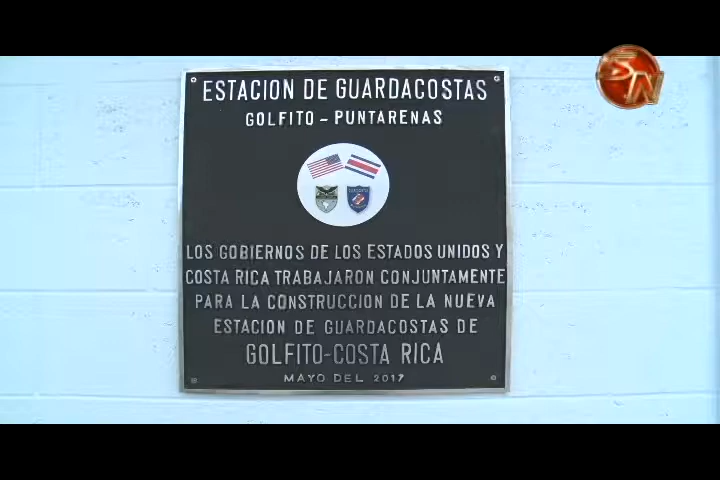 ESTACION DE GUARDACOSTAS
GOLFITO - PUNTARENAS
LOS GOBIERNOS DE LOS ESTADOS UNIDOS Y
COSTA RICA TRABAJARON CONJUNTAMENTE
PARA LA CONSTRUCCION DE LA NUEVA
ESTACION DE GUARDACOSTAS DE
GOLFITO-COSTA RICA
MAYO DEL 2017